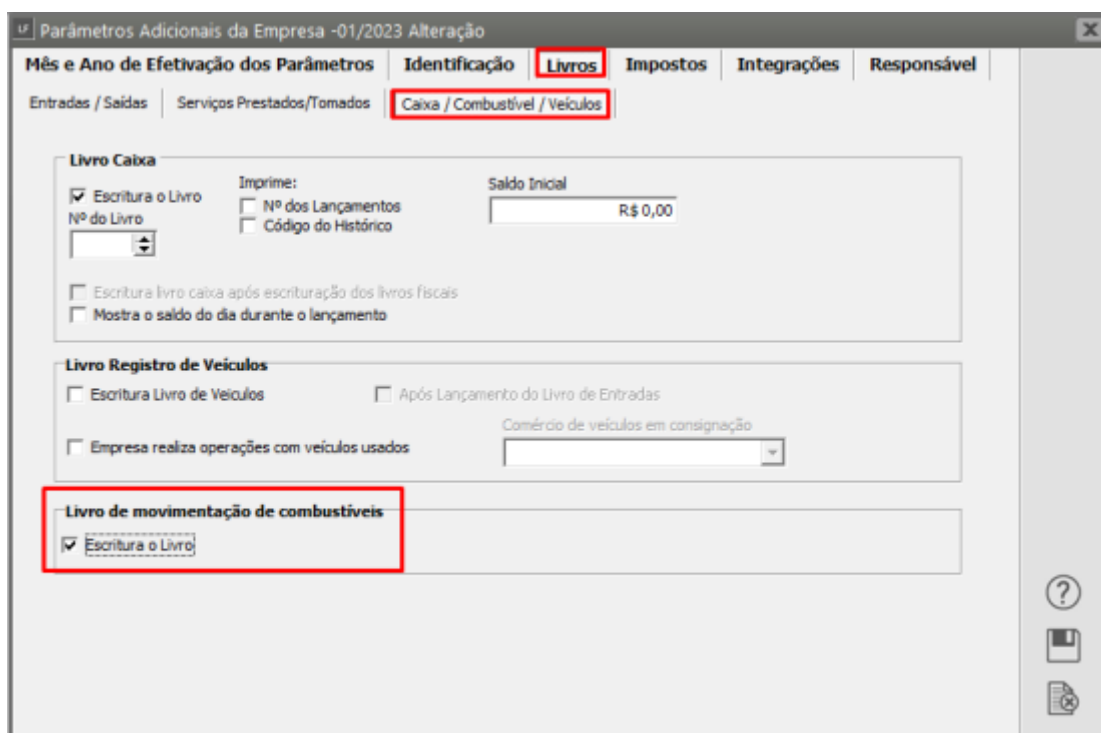 LF Parâmetros Adicionais da Empresa -01/2023 Alteração
Mês e Ano de Efetivação dos Parâmetros Identificação Livros Impostos Integrações Responsável
Entradas / Saídas Serviços Prestados/Tomados Caixa / Combustível / Veículos
Livro Caixa
Escritura o Livro Imprime: Saldo Inicial
Nº do Livro Nº dos Lançamentos R$ 0,00
Código do Histórico
Escritura livro caixa após escrituração dos livros fiscais
Mostra o saldo do dia durante o lançamento
Livro Registro de Veículos
Escritura Livro de Veiculos Após Lançamento do Livro de Entradas
Comércio de veículos em consignação
Empresa realiza operações com veículos usados
Livro de movimentação de combustíveis
Escritura o Livro
?